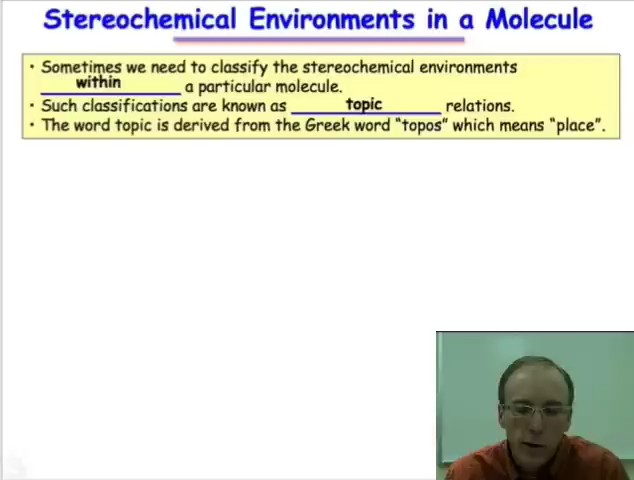 Stereochemical Environments in a Molecule
• Sometimes we need to classify the stereochemical environments
within a particular molecule.
• Such classifications are known as topic relations.
• The word topic is derived from the Greek word “topos” which means “place”.